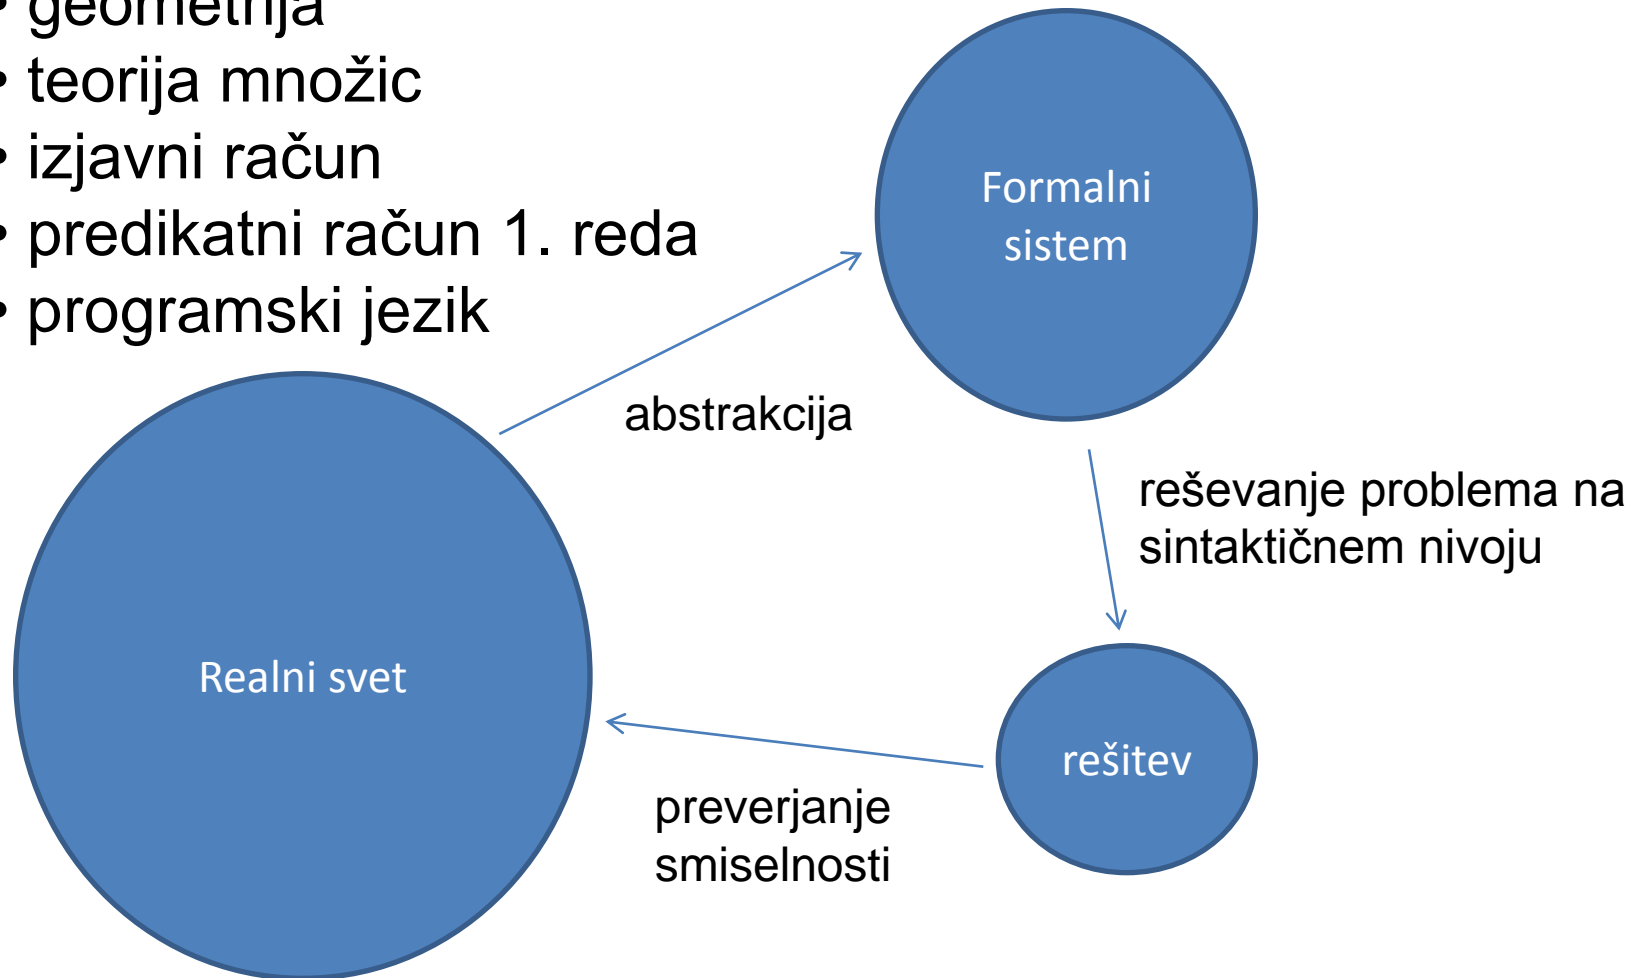 • geometrija
• teorija množic
• izjavni račun
• predikatni račun 1. reda
• programski jezik
Formalni
sistem
abstrakcija
reševanje problema na
sintaktičnem nivoju
Realni svet
rešitev
preverjanje
smiselnosti